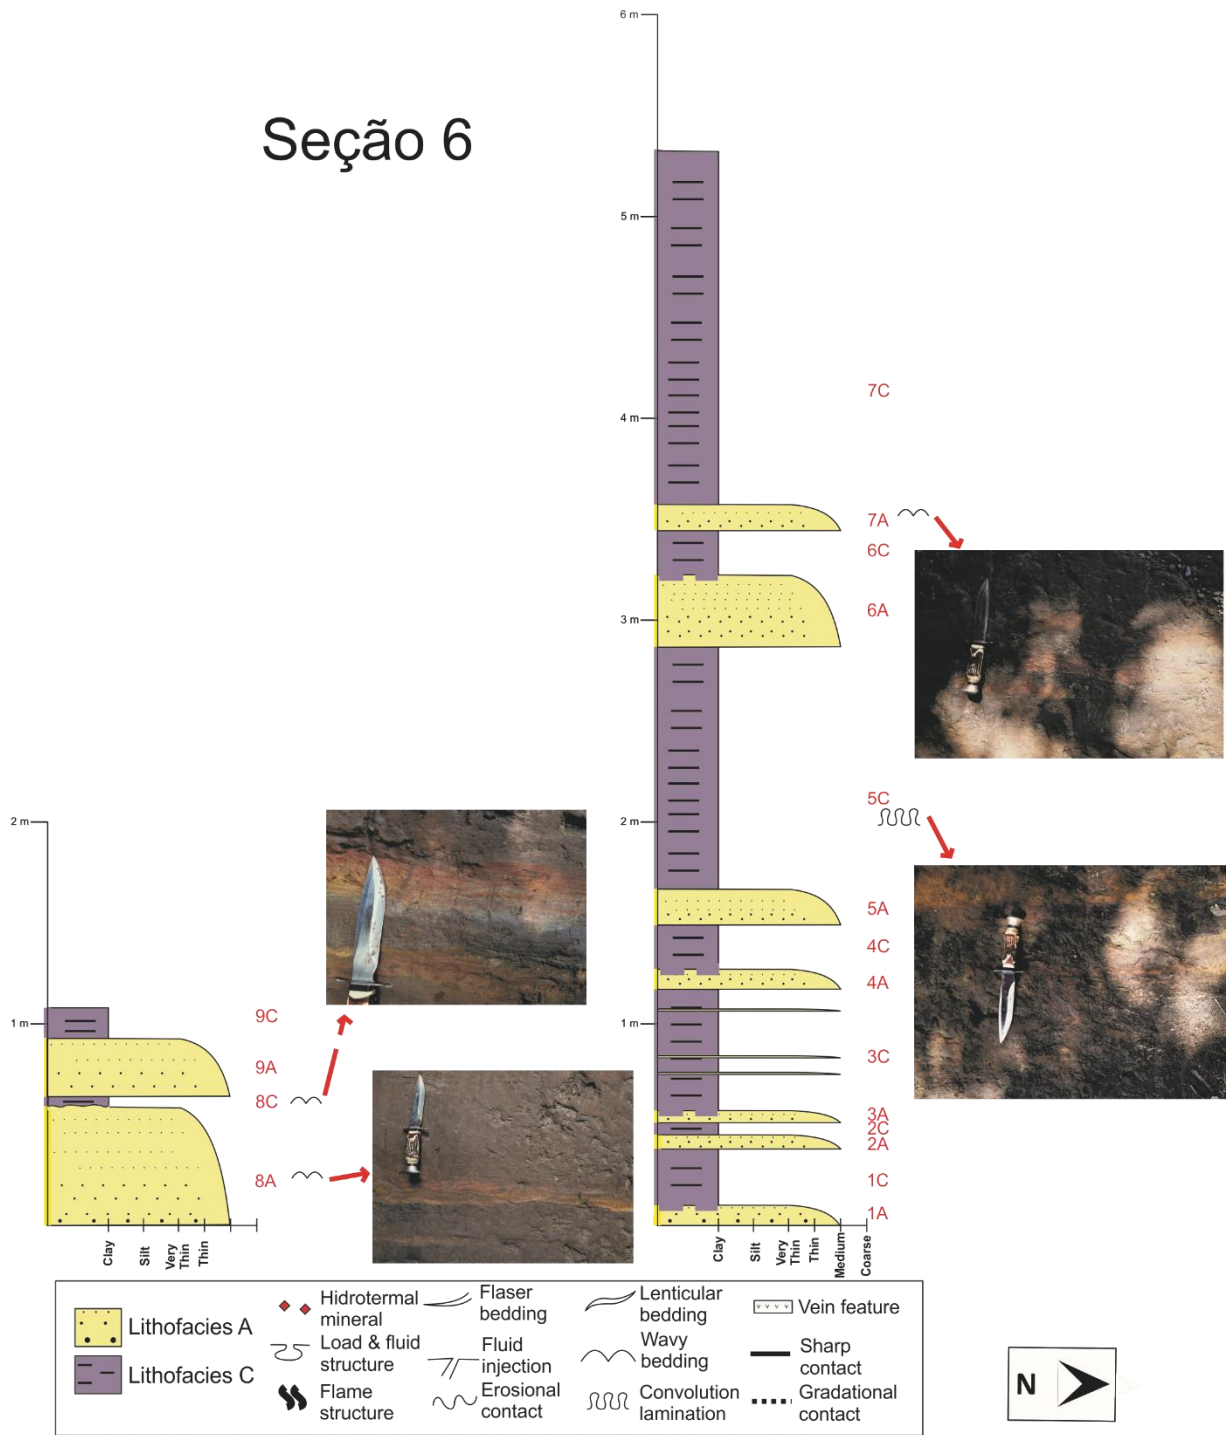 Seção 6
6 m
5 m
4 m
3 m
2 m
1 m
7C
7A
6C
6A
5C
5A
4C
4A
3C
3A
2C
2A
1C
1A
Clay
Silt
Very
Thin
Thin
Medium
Coarse
2 m
1 m
9C
9A
8C
8A
Clay
Silt
Very
Thin
Thin
Lithofacies A
Lithofacies C
Hidrotermal
mineral
Load & fluid
structure
Flame
structure
Flaser
bedding
Fluid
injection
Erosional
contact
Lenticular
bedding
Wavy
bedding
Convolution
lamination
Vein feature
Sharp
contact
Gradational
contact
N